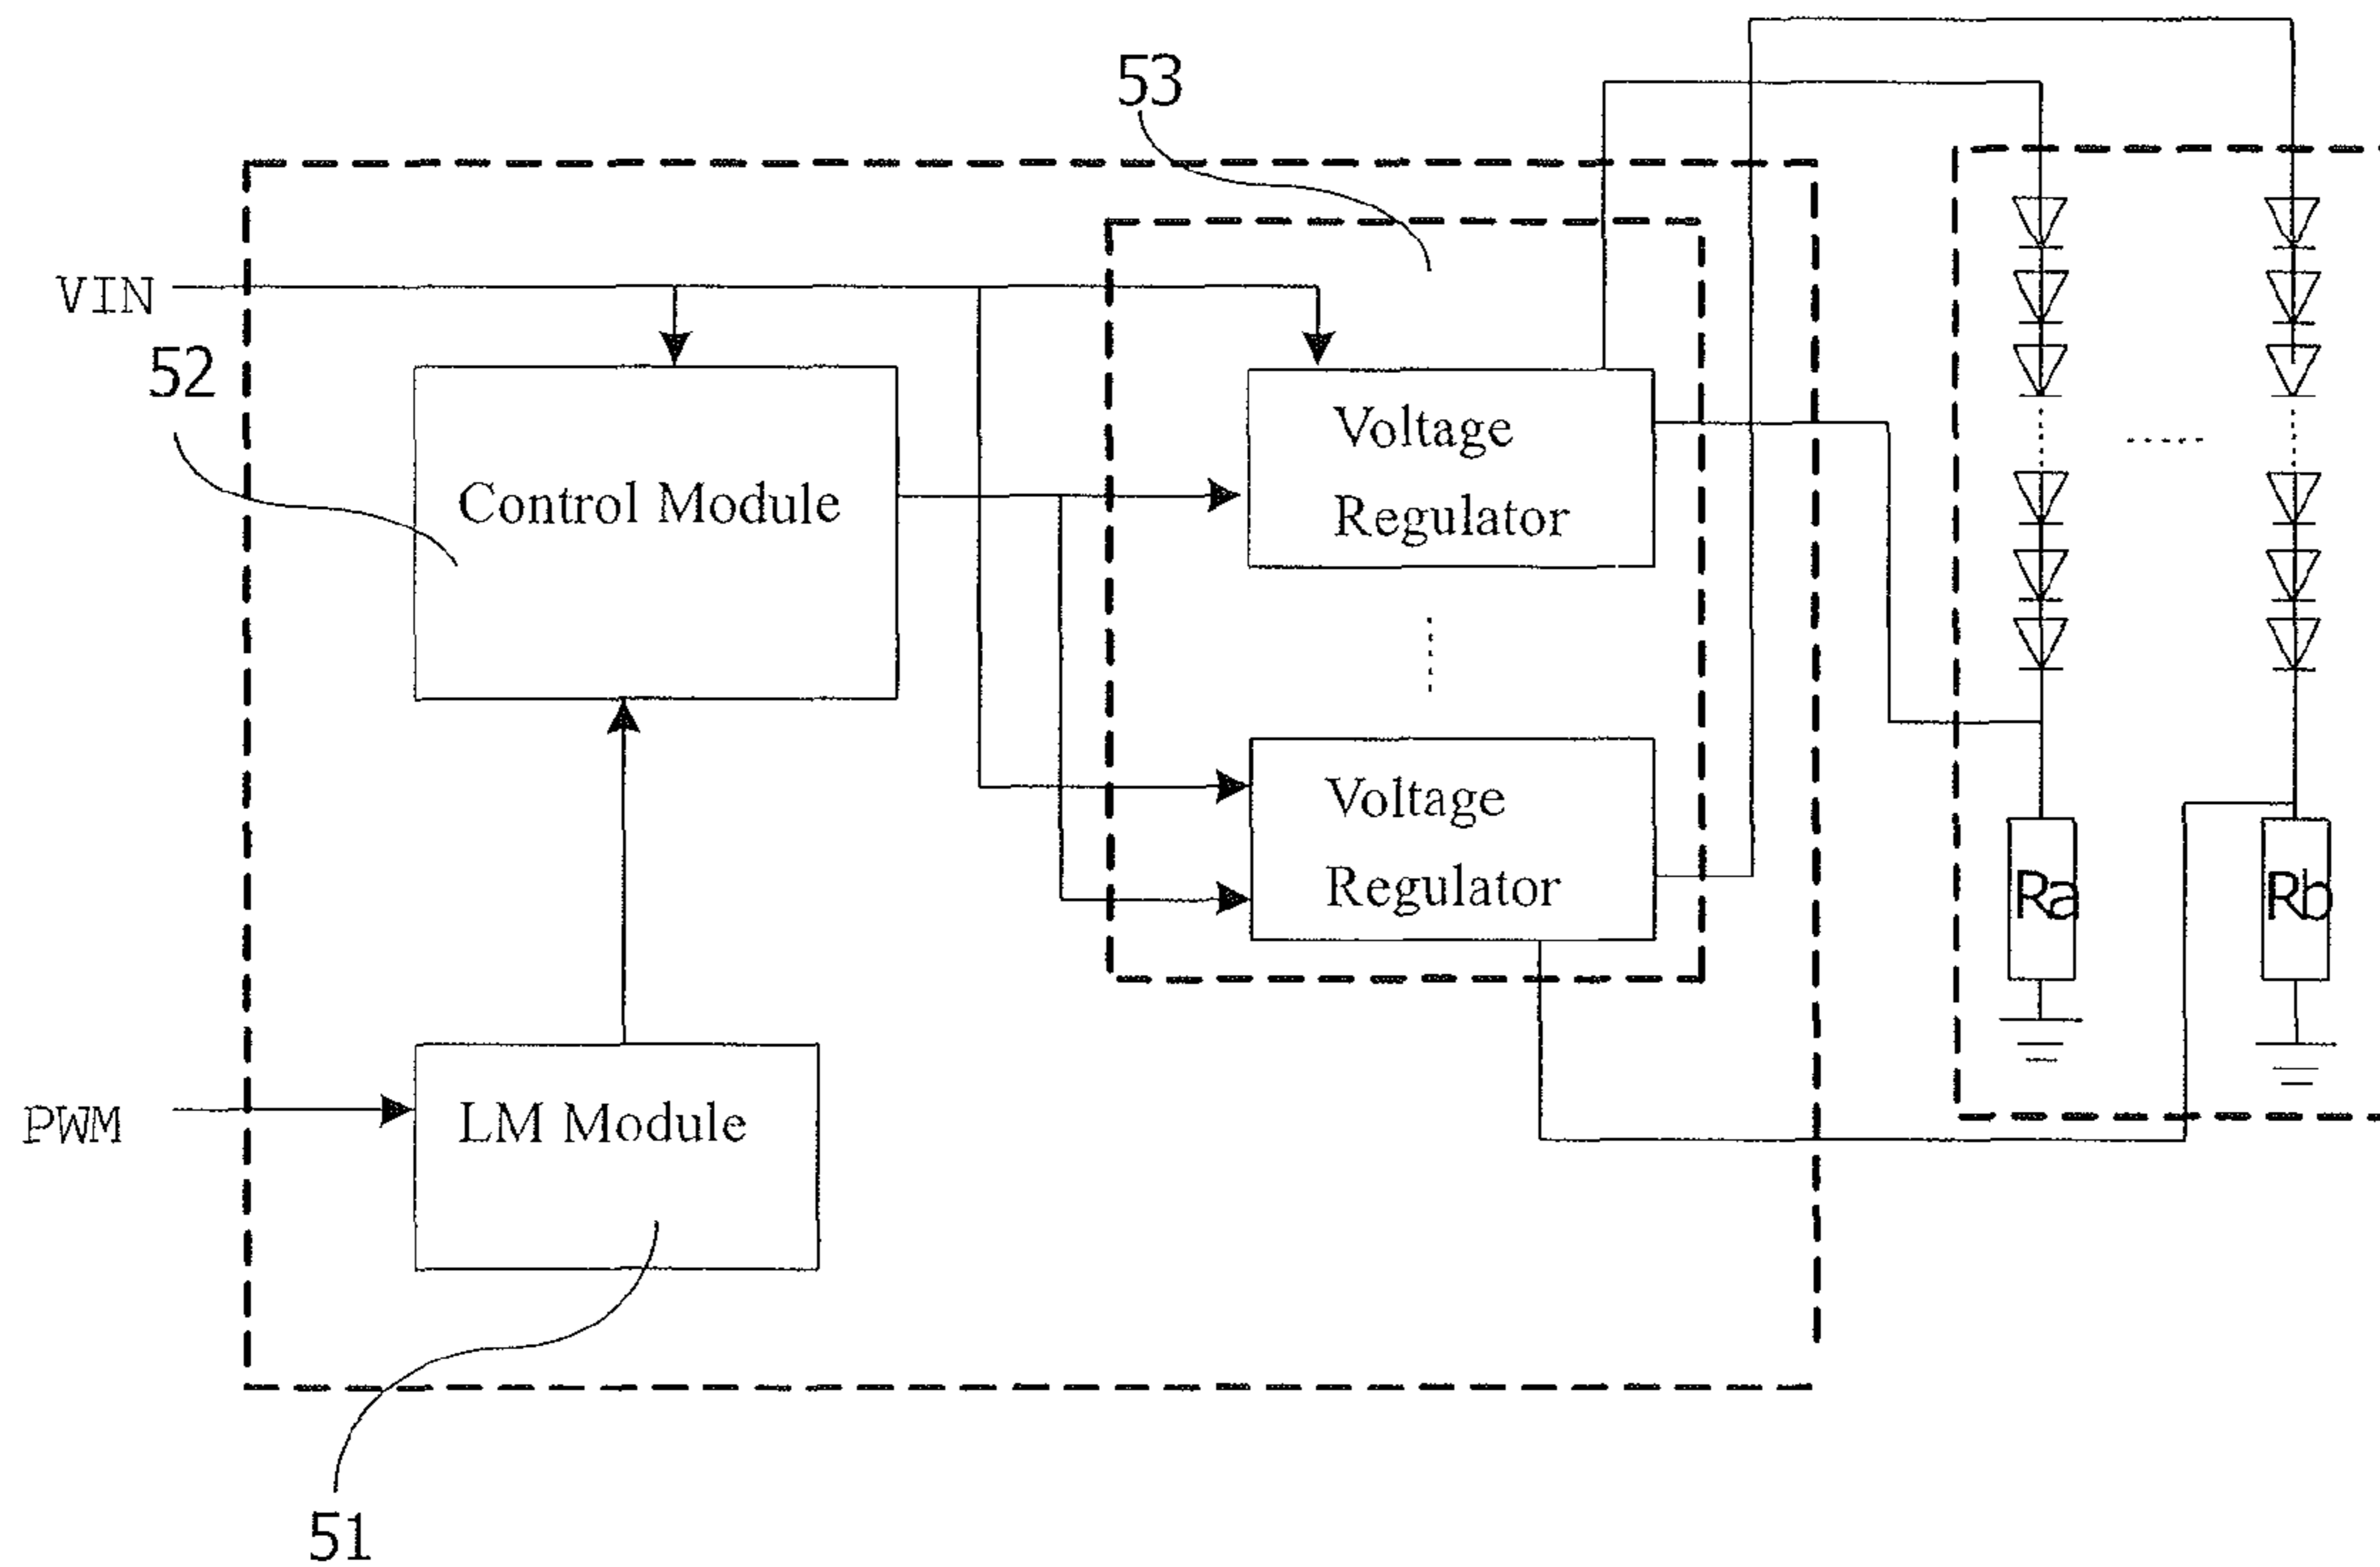 53
VIN
52
Control Module
Voltage
Regulator
Voltage
Regulator
Ra
Rb
PWM
LM Module
51